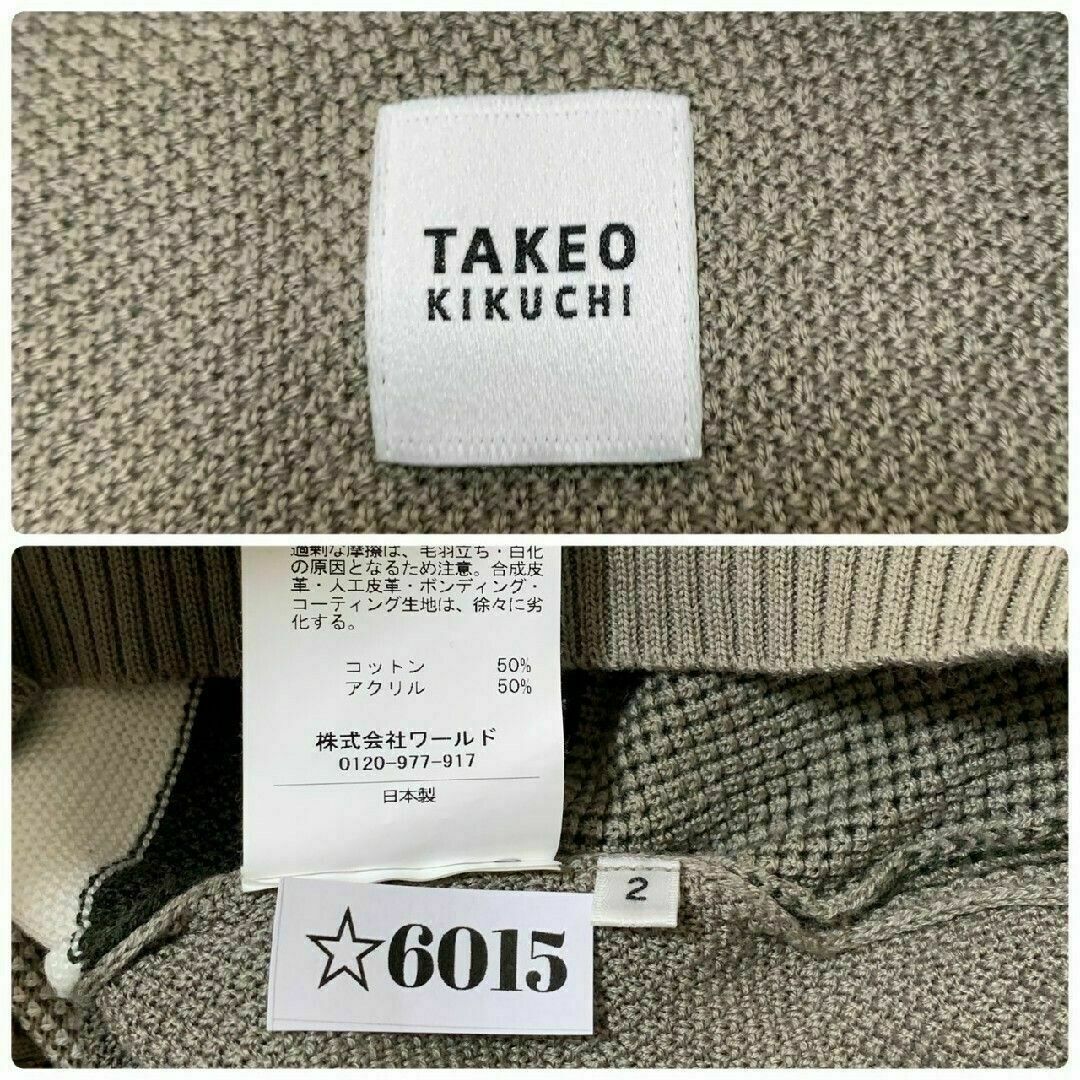 TAKEO
KIKUCHI
過剰な摩擦は、毛羽立ち・白化
の原因となるため注意。合成皮
革・人工皮革・ボンディング・
コーティング生地は、徐々に劣
化する。
コットン 50%
アクリル 50%
株式会社ワールド
0120-977-917
日本製
2
☆6015